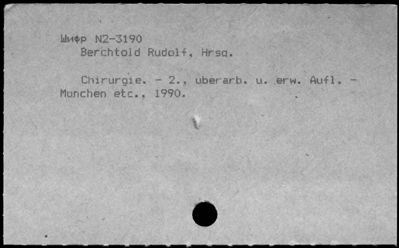 Шифр N2-3190
Berchtold Rudolf, Hrsg.
Chirurgie. - 2., uberarb. u. erw. Aufl. -
Munchen etc., 1990.